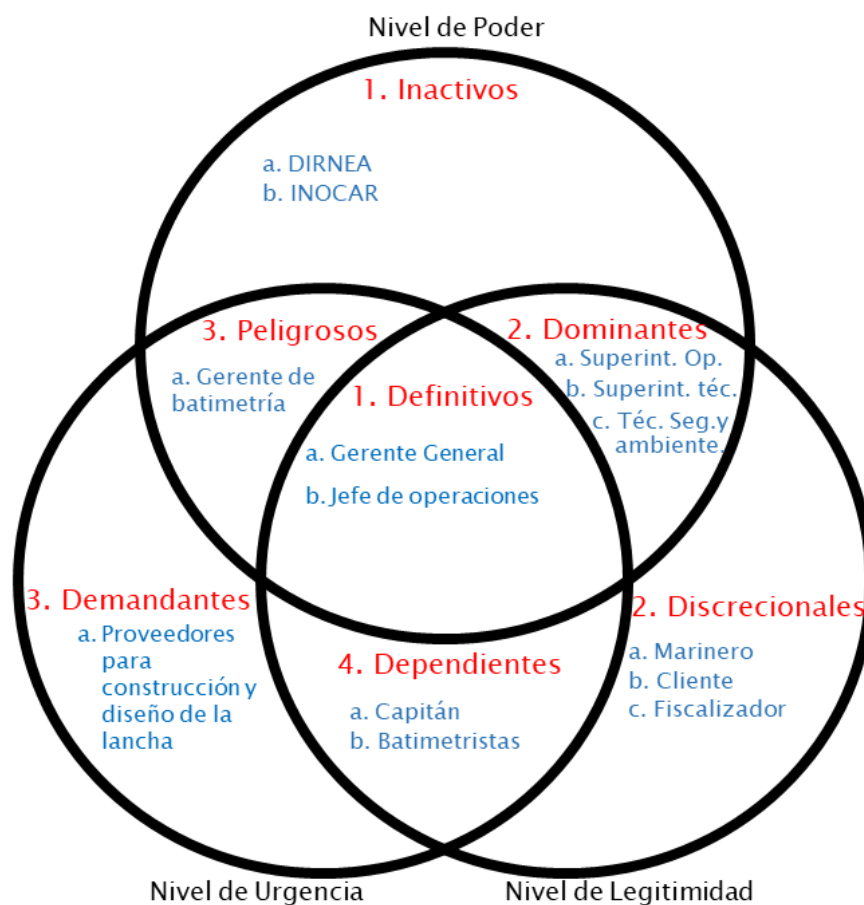 Nivel de Poder
1. Inactivos
a. DIRNEA
b. INOCAR
3. Peligrosos
a. Gerente de
batimetría
2. Dominantes
a. Superint. Op.
b. Superint. téc.
c. Téc. Seg.y
ambiente.
1. Definitivos
a. Gerente General
b. Jefe de operaciones
3. Demandantes
a. Proveedores
para
construcción y
diseño de la
lancha
4. Dependientes
a. Capitán
b. Batimetristas
2. Discrecionales
a. Marinero
b. Cliente
c. Fiscalizador
Nivel de Urgencia
Nivel de Legitimidad